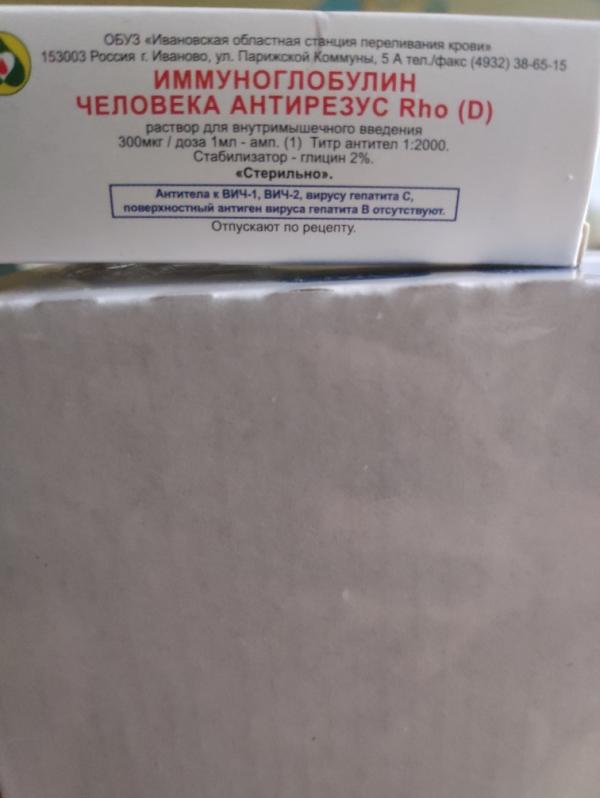 ОБУЗ «Ивановская областная станция переливания крови»
153003 Россия г. Иваново, ул. Парижской Коммуны, 5 А тел./факс (4932) 38-65-15
ИММУНОГЛОБУЛИН
ЧЕЛОВЕКА АНТИРЕЗУС Rho (D)
раствор для внутримышечного введения
300мкг / доза 1мл - амп. (1) Титр антител 1:2000.
Стабилизатор - глицин 2%.
«Стерильно».
Антитела к ВИЧ-1, ВИЧ-2, вирусу гепатита С,
поверхностный антиген вируса гепатита В отсутствуют.
Отпускают по рецепту.